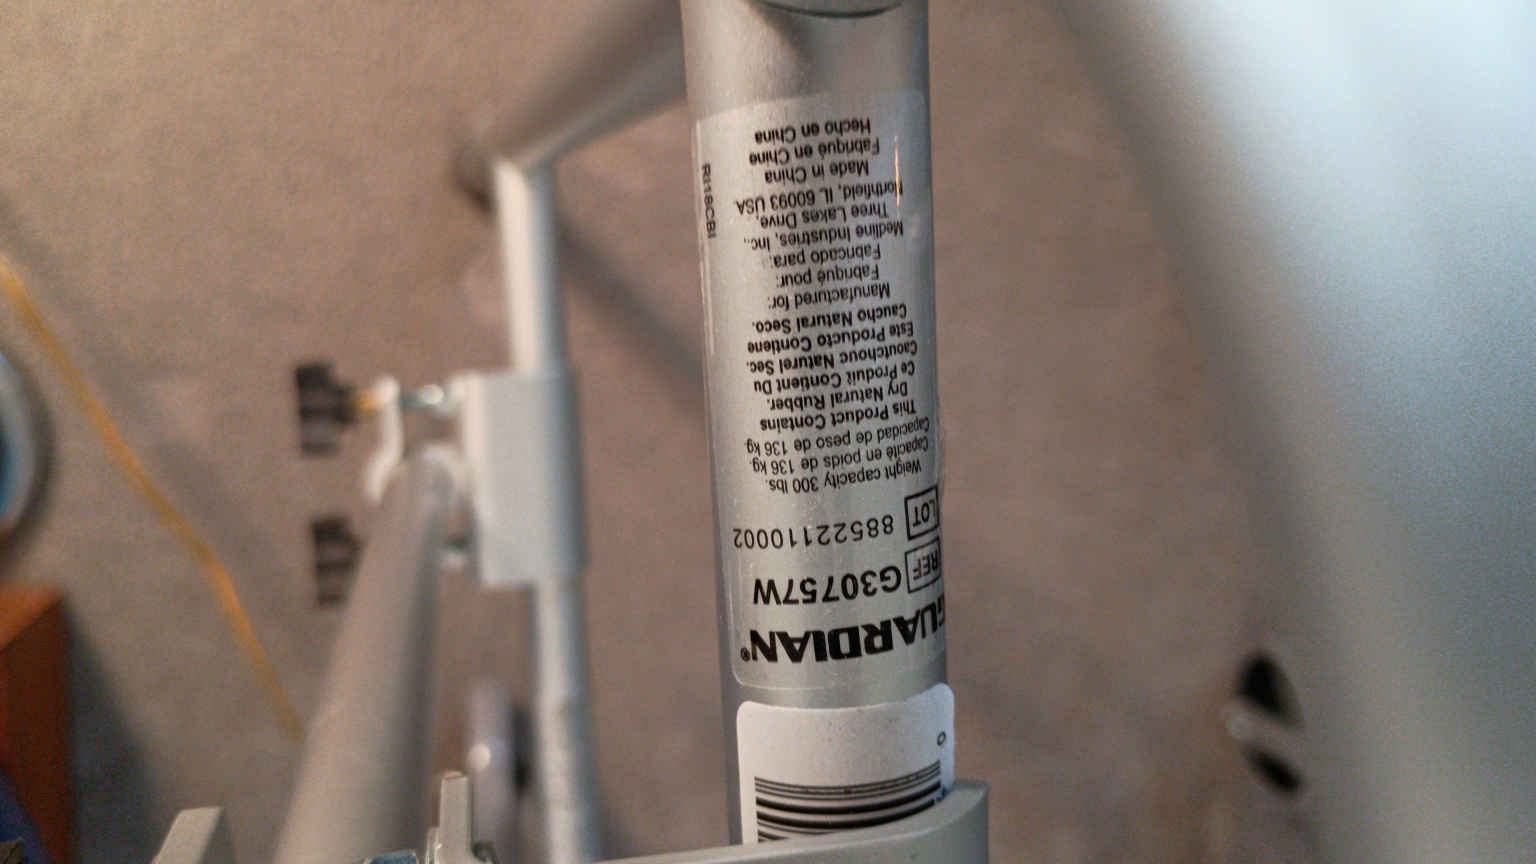 GUARDIAN®
REF G30757W
LOT 88522110002
Weight capacity 300 lbs.
Capacité en poids de 136 kg.
Capacidad de peso de 136 kg.
This Product Contains
Dry Natural Rubber.
Ce Produit Contient Du
Caoutchouc Naturel Sec.
Este Producto Contiene
Caucho Natural Seco.
Manufactured for:
Fabriqué pour:
Fabricado para:
Medline Industries, Inc.,
Three Lakes Drive,
Northfield, IL 60093 USA
Made in China
Fabriqué en Chine
Hecho en China
RI18CBI
0